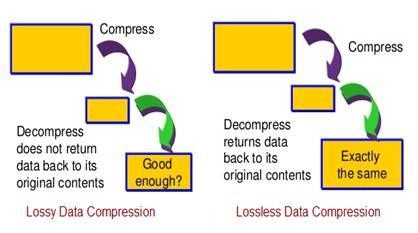 Compress
Decompress
does not return
data back to its
original contents
Good
enough?
Lossy Data Compression
Compress
Decompress
returns data
back to its
original contents
Exactly
the same
Lossless Data Compression